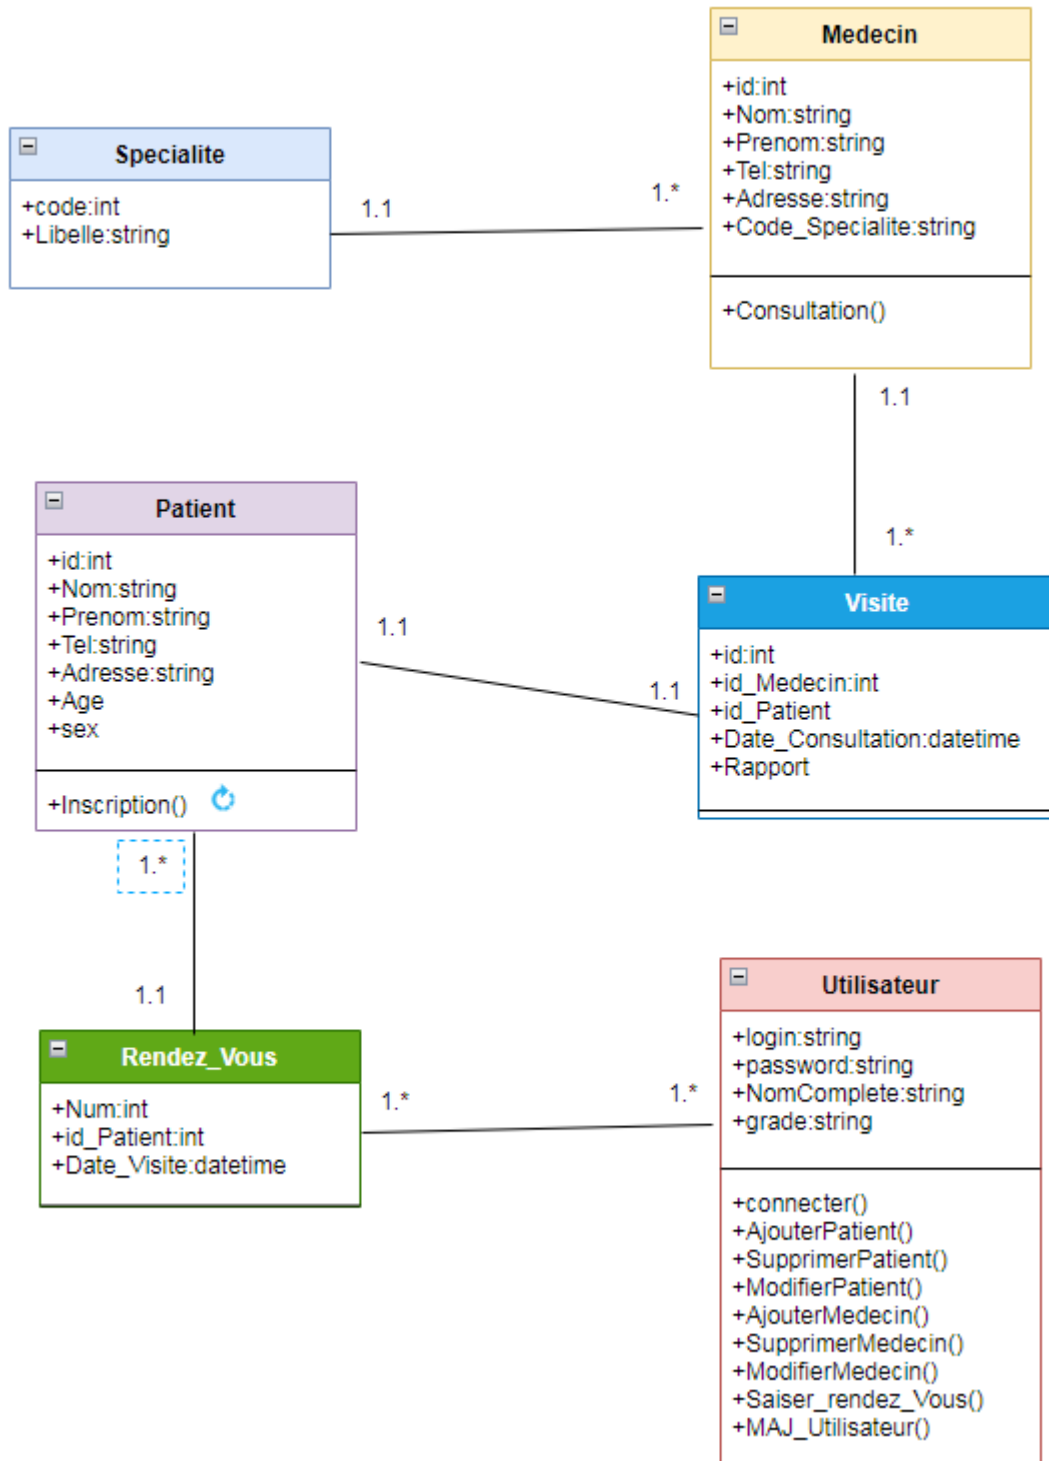 Medecin
+id:int
+Nom:string
+Prenom:string
+Tel:string
+Adresse:string
+Code_Specialite:string
+Consultation()
Specialite
+code:int
+Libelle:string
1.1
1.*
1.1
1.*
Patient
+id:int
+Nom:string
+Prenom:string
+Tel:string
+Adresse:string
+Age
+sex
+Inscription()
1.1
1.1
Visite
+id:int
+id_Medecin:int
+id_Patient
+Date_Consultation:datetime
+Rapport
1.*
1.1
Rendez_Vous
+Num:int
+id_Patient:int
+Date_Visite:datetime
1.*
1.*
Utilisateur
+login:string
+password:string
+NomComplete:string
+grade:string
+connecter()
+AjouterPatient()
+SupprimerPatient()
+ModifierPatient()
+AjouterMedecin()
+SupprimerMedecin()
+ModifierMedecin()
+Saiser_rendez_Vous()
+MAJ_Utilisateur()